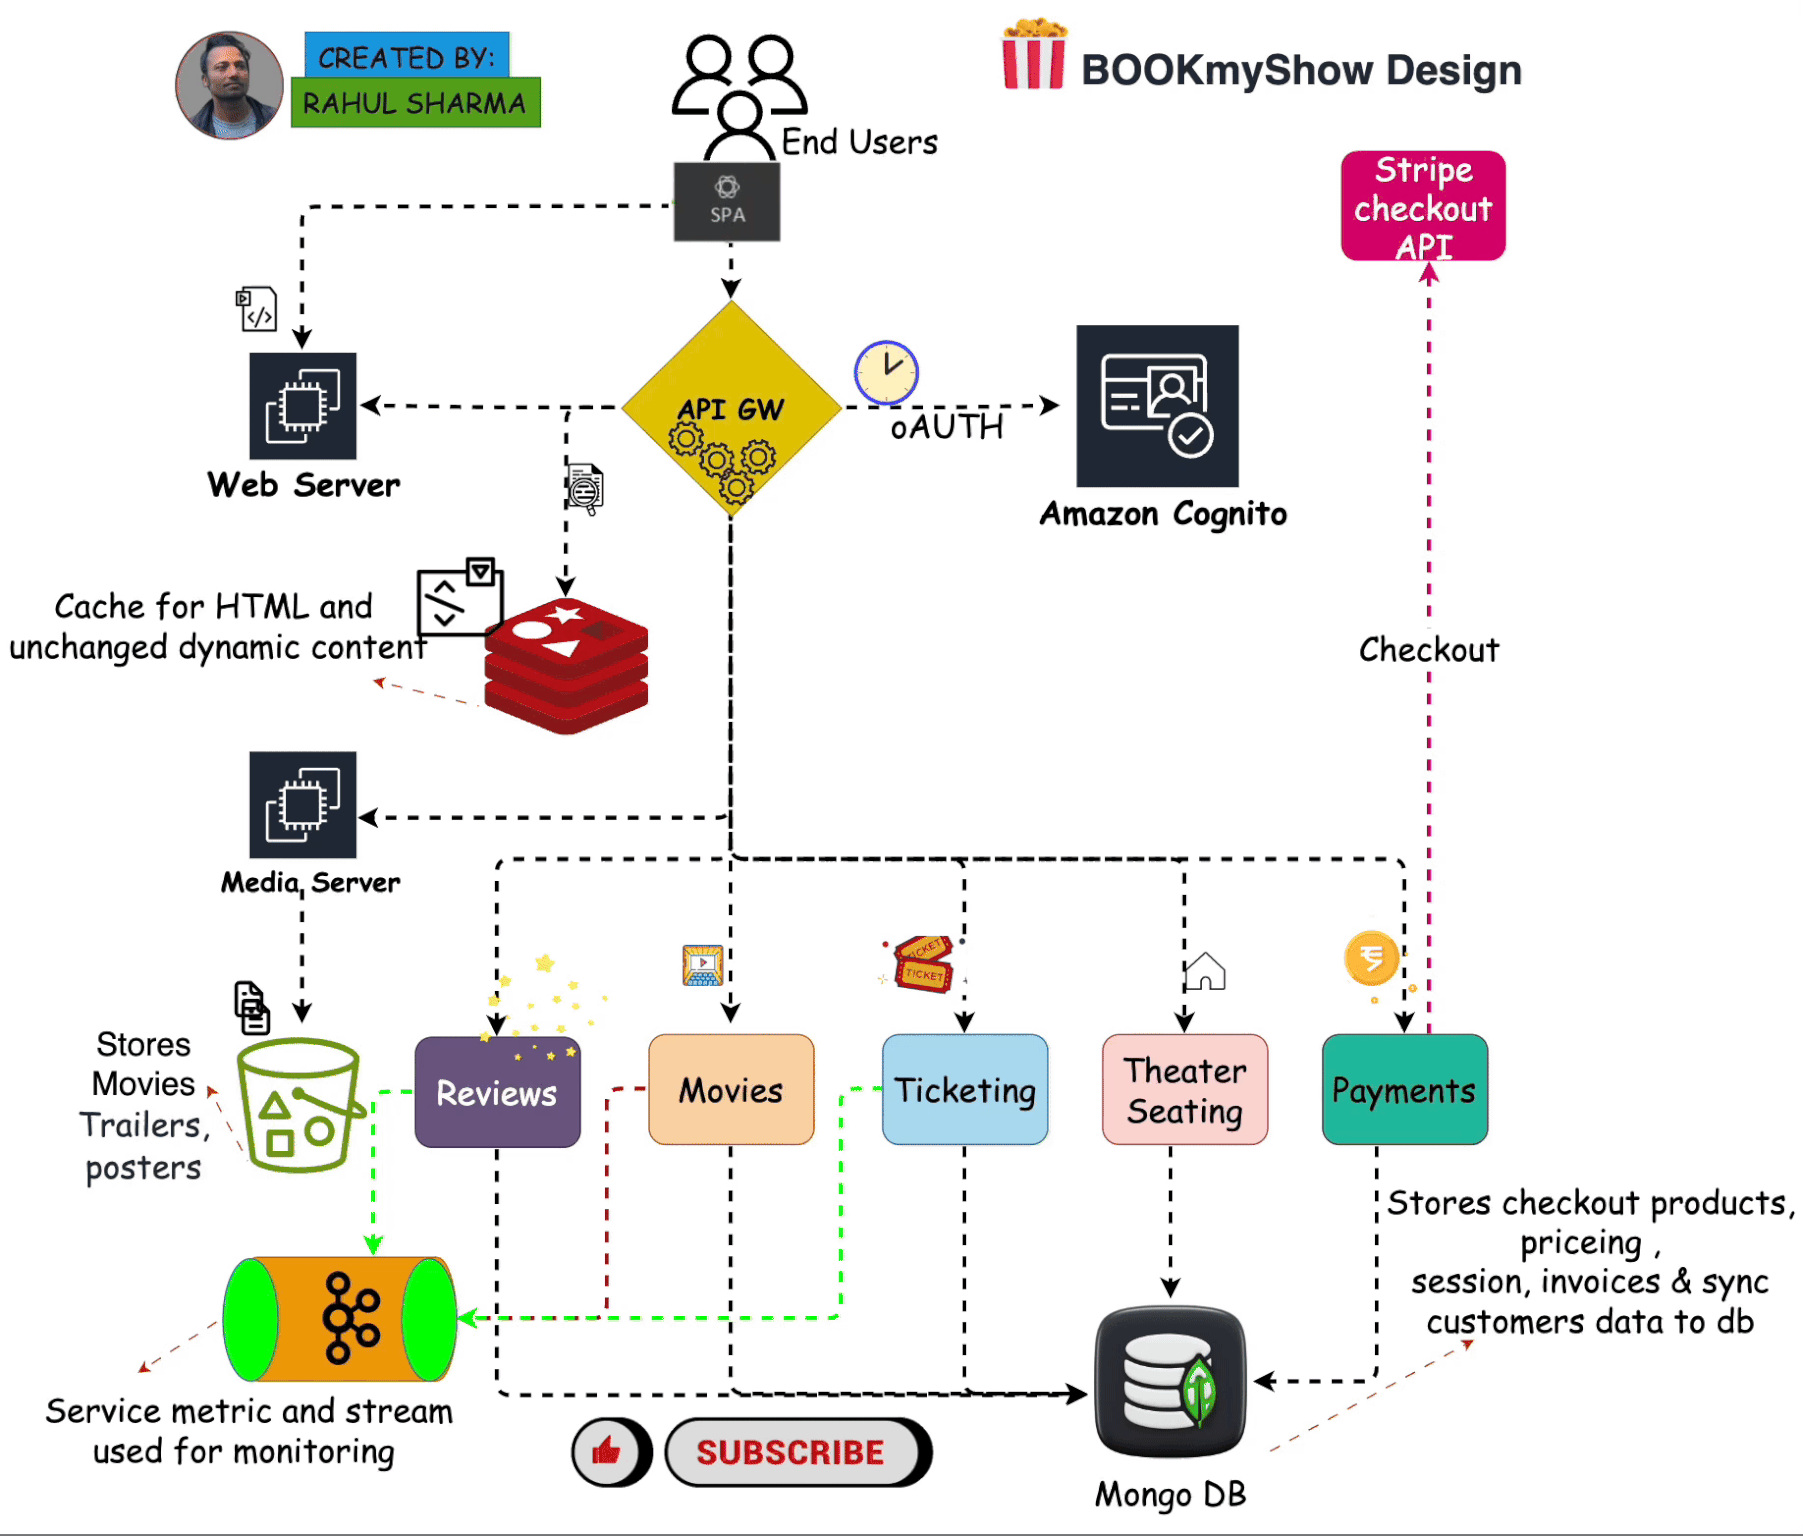 CREATED BY:
RAHUL SHARMA
BOOKmyShow Design
End Users
SPA
Stripe
checkout
API
API GW
oAUTH
Web Server
Amazon Cognito
Cache for HTML and
unchanged dynamic content
Checkout
Media Server
TICKET
TICKET
Stores
Movies
Trailers,
posters
Reviews
Movies
Ticketing
Theater
Seating
Payments
Stores checkout products,
priceing ,
session, invoices & sync
customers data to db
Service metric and stream
used for monitoring
SUBSCRIBE
Mongo DB